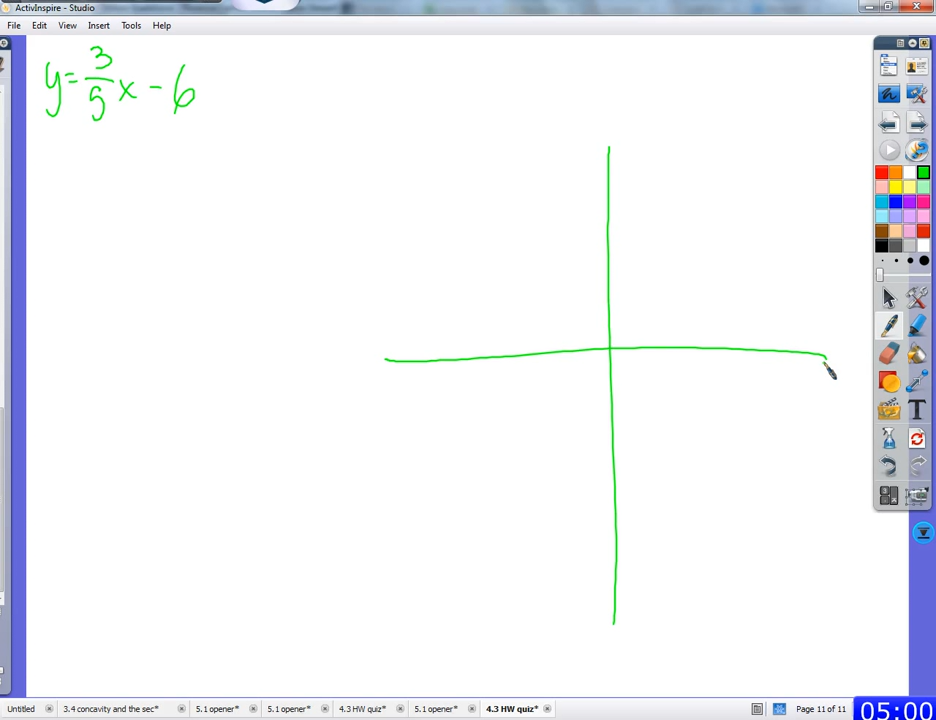 ActivInspire - Studio
File Edit View Insert Tools Help
y = 3/5 x - 6
T
Untitled 3.4 concavity and the sec* 5.1 opener* 5.1 opener* 4.3 HW quiz* 5.1 opener* 4.3 HW quiz* Page 11 of 11
05:00